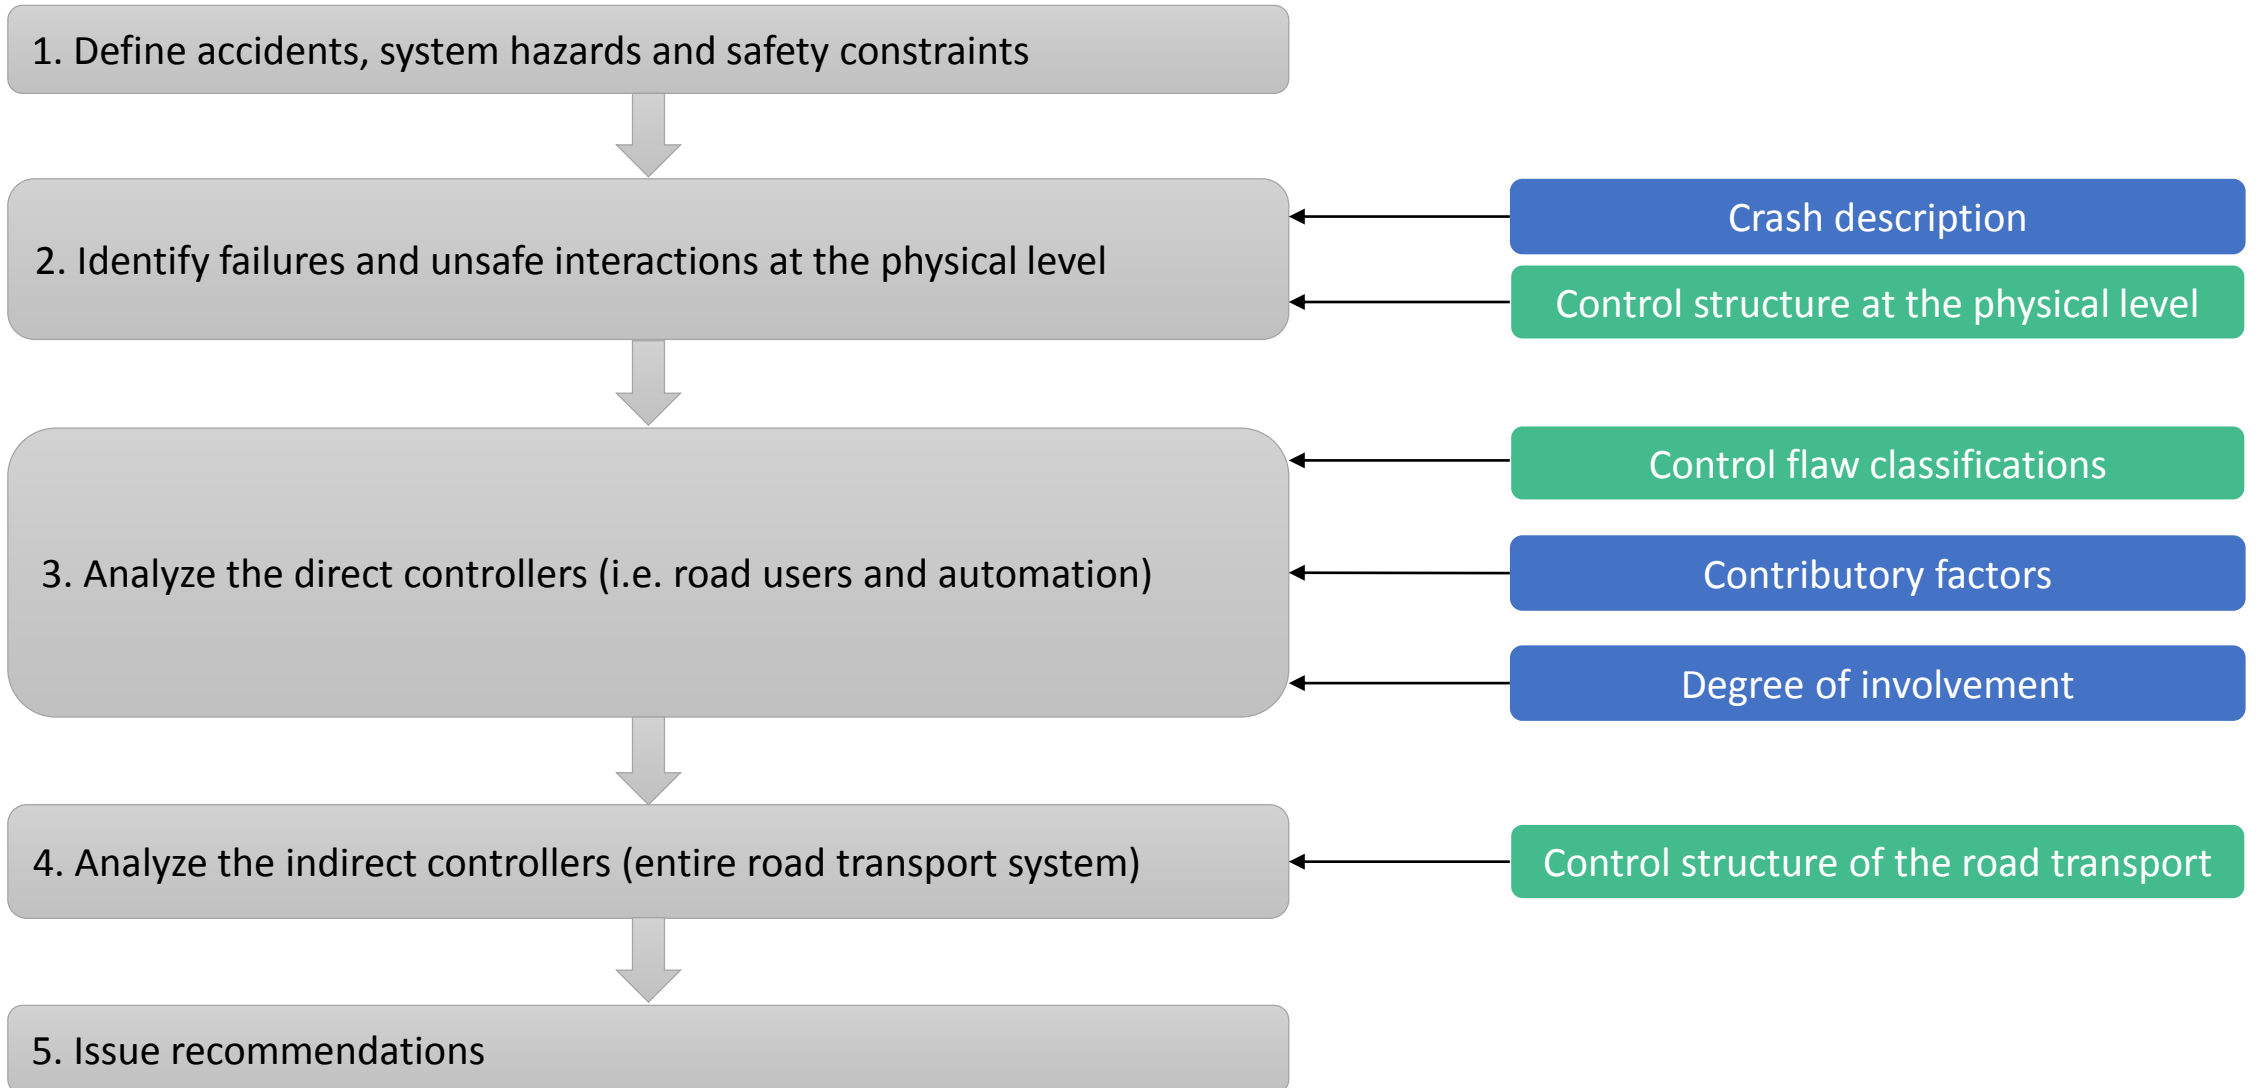 1. Define accidents, system hazards and safety constraints
2. Identify failures and unsafe interactions at the physical level
Crash description
Control structure at the physical level
3. Analyze the direct controllers (i.e. road users and automation)
Control flaw classifications
Contributory factors
Degree of involvement
4. Analyze the indirect controllers (entire road transport system)
Control structure of the road transport
5. Issue recommendations